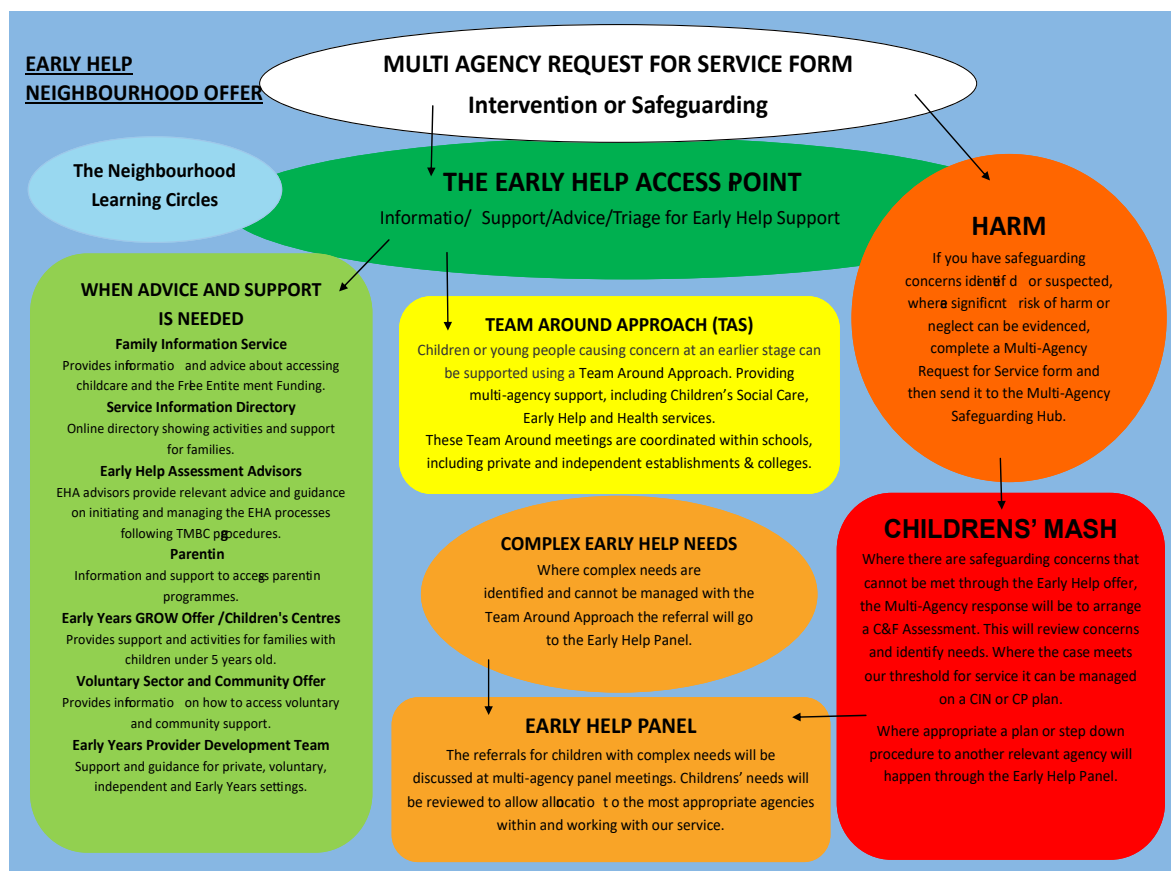 EARLY HELP
NEIGHBOURHOOD OFFER
MULTI AGENCY REQUEST FOR SERVICE FORM
Intervention or Safeguarding
The Neighbourhood
Learning Circles
THE EARLY HELP ACCESS POINT
Informatio/ Support/Advice/Triage for Early Help Support
HARM
If you have safeguarding
concerns identif d or suspected,
where significnt risk of harm or
neglect can be evidenced,
complete a Multi-Agency
Request for Service form and
then send it to the Multi-Agency
Safeguarding Hub.
WHEN ADVICE AND SUPPORT
IS NEEDED
Family Information Service
Provides informatio and advice about accessing
childcare and the Free Entite ment Funding.
Service Information Directory
Online directory showing activities and support
for families.
Early Help Assessment Advisors
EHA advisors provide relevant advice and guidance
on initiating and managing the EHA processes
following TMBC procedures.
Parentin
Information and support to access parentin
programmes.
Early Years GROW Offer /Children's Centres
Provides support and activities for families with
children under 5 years old.
Voluntary Sector and Community Offer
Provides informatio on how to access voluntary
and community support.
Early Years Provider Development Team
Support and guidance for private, voluntary,
independent and Early Years settings.
TEAM AROUND APPROACH (TAS)
Children or young people causing concern at an earlier stage can
be supported using a Team Around Approach. Providing
multi-agency support, including Children’s Social Care,
Early Help and Health services.
These Team Around meetings are coordinated within schools,
including private and independent establishments & colleges.
COMPLEX EARLY HELP NEEDS
Where complex needs are
identified and cannot be managed with the
Team Around Approach the referral will go
to the Early Help Panel.
EARLY HELP PANEL
The referrals for children with complex needs will be
discussed at multi-agency panel meetings. Childrens’ needs will
be reviewed to allow allocatio t o the most appropriate agencies
within and working with our service.
CHILDRENS’ MASH
Where there are safeguarding concerns that
cannot be met through the Early Help offer,
the Multi-Agency response will be to arrange
a C&F Assessment. This will review concerns
and identify needs. Where the case meets
our threshold for service it can be managed
on a CIN or CP plan.
Where appropriate a plan or step down
procedure to another relevant agency will
happen through the Early Help Panel.